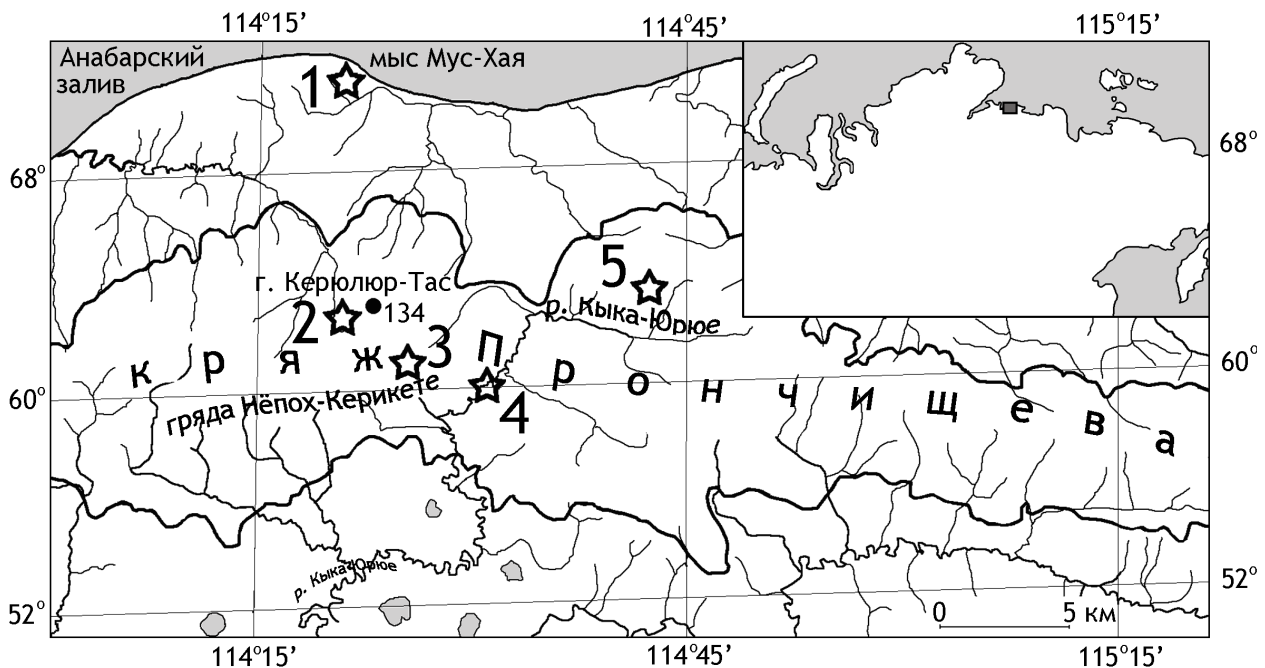 114°15’
114°45’
115°15’
Анабарский
залив
мыс Мус-Хая
1
68°
68°
5
г. Керюлюр-Тас
134
2
р. Кыка-Юрюе
3
кряж Прончищева
60°
60°
гряда Нёпох-Керикете
4
р. Кыка-Юрюе
52°
52°
0 5 км
114°15’
114°45’
115°15’